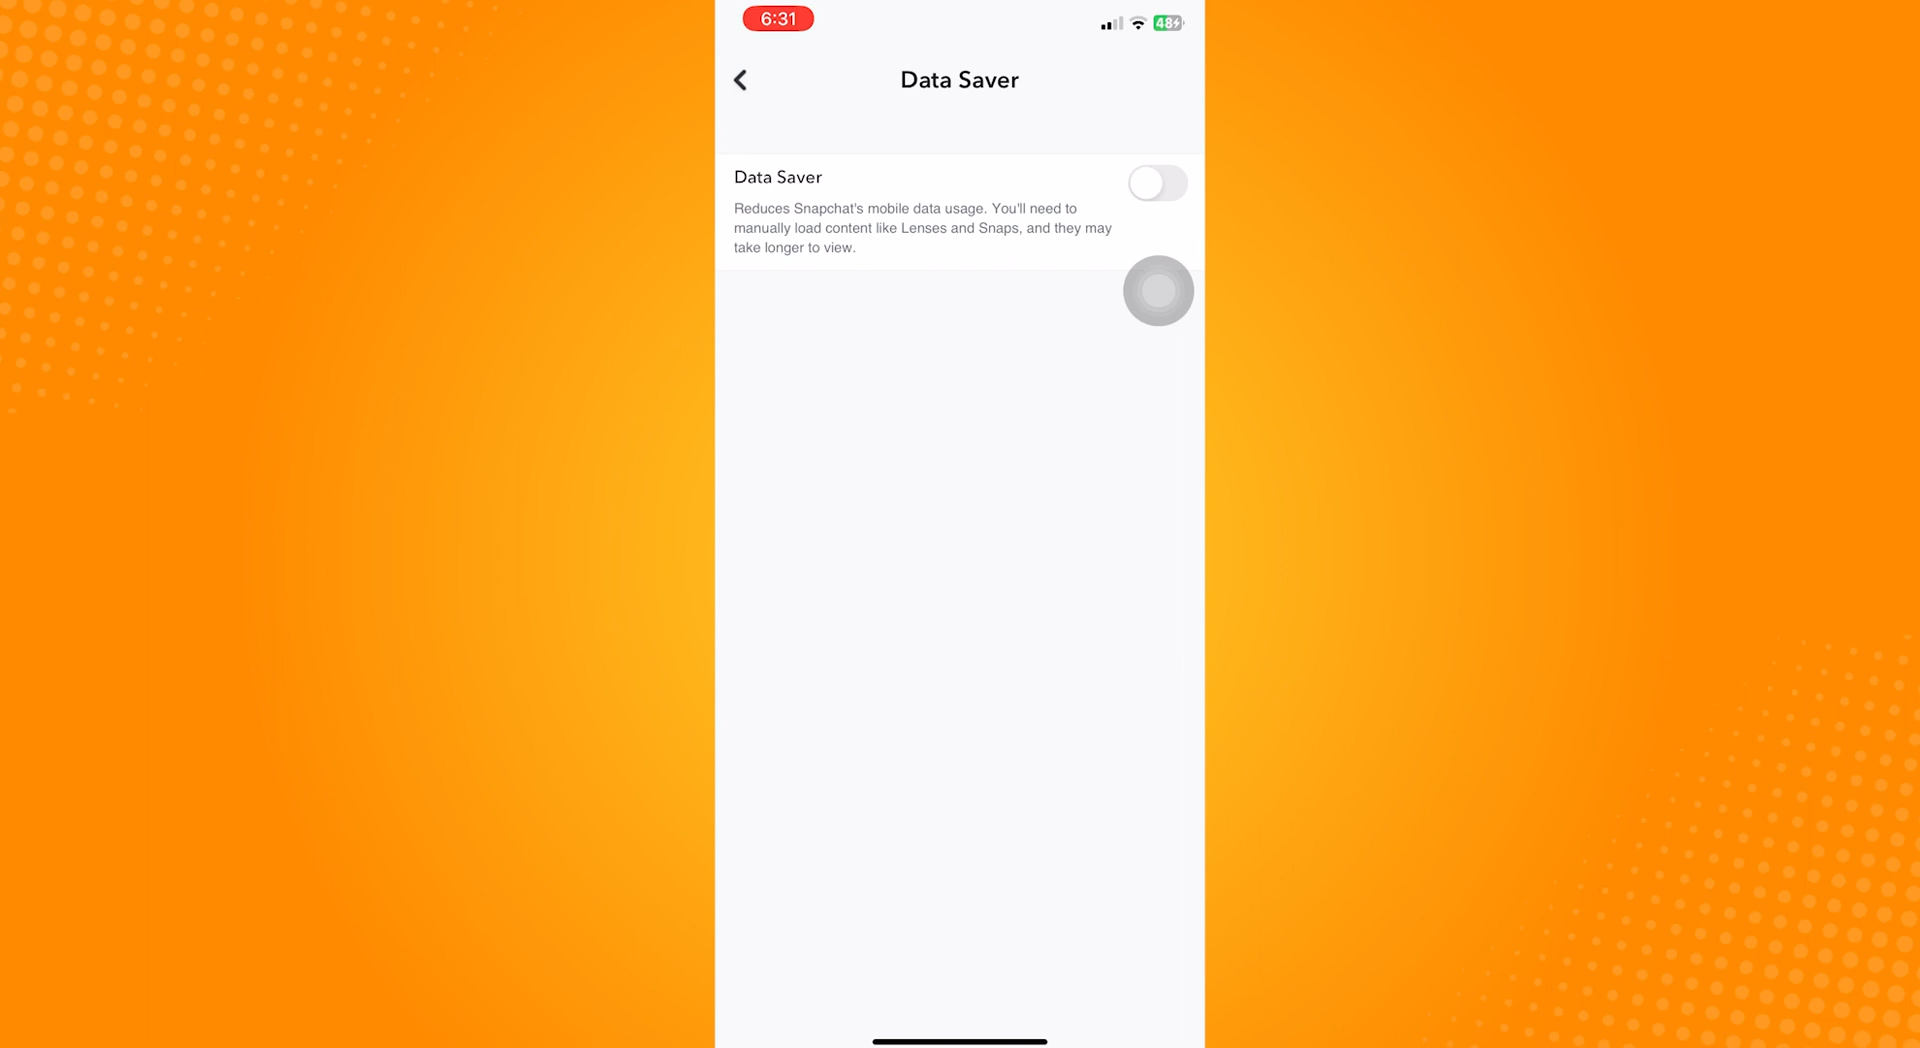 6:31
48
Data Saver
Data Saver
Reduces Snapchat's mobile data usage. You'll need to
manually load content like Lenses and Snaps, and they may
take longer to view.